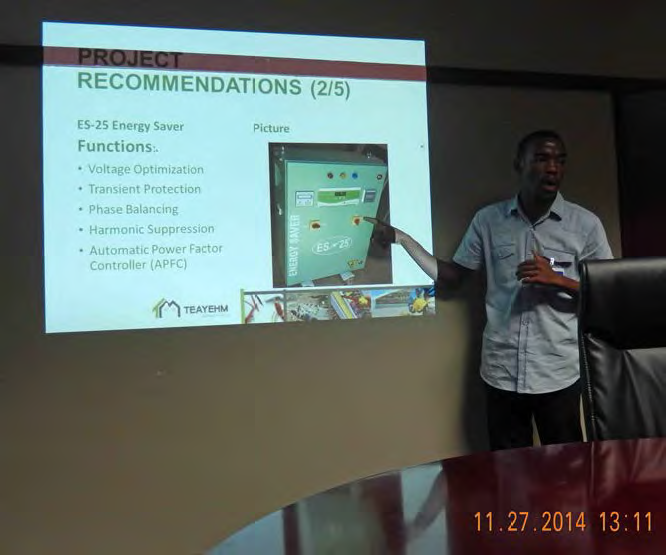 PROJECT
RECOMMENDATIONS (2/5)
ES-25 Energy Saver
Picture
Functions:.
• Voltage Optimization
• Transient Protection
• Phase Balancing
• Harmonic Suppression
• Automatic Power Factor
Controller (APFC)
ENERGY SAVER
ES - 25
TEAYEHM
11.27.2014 13:11